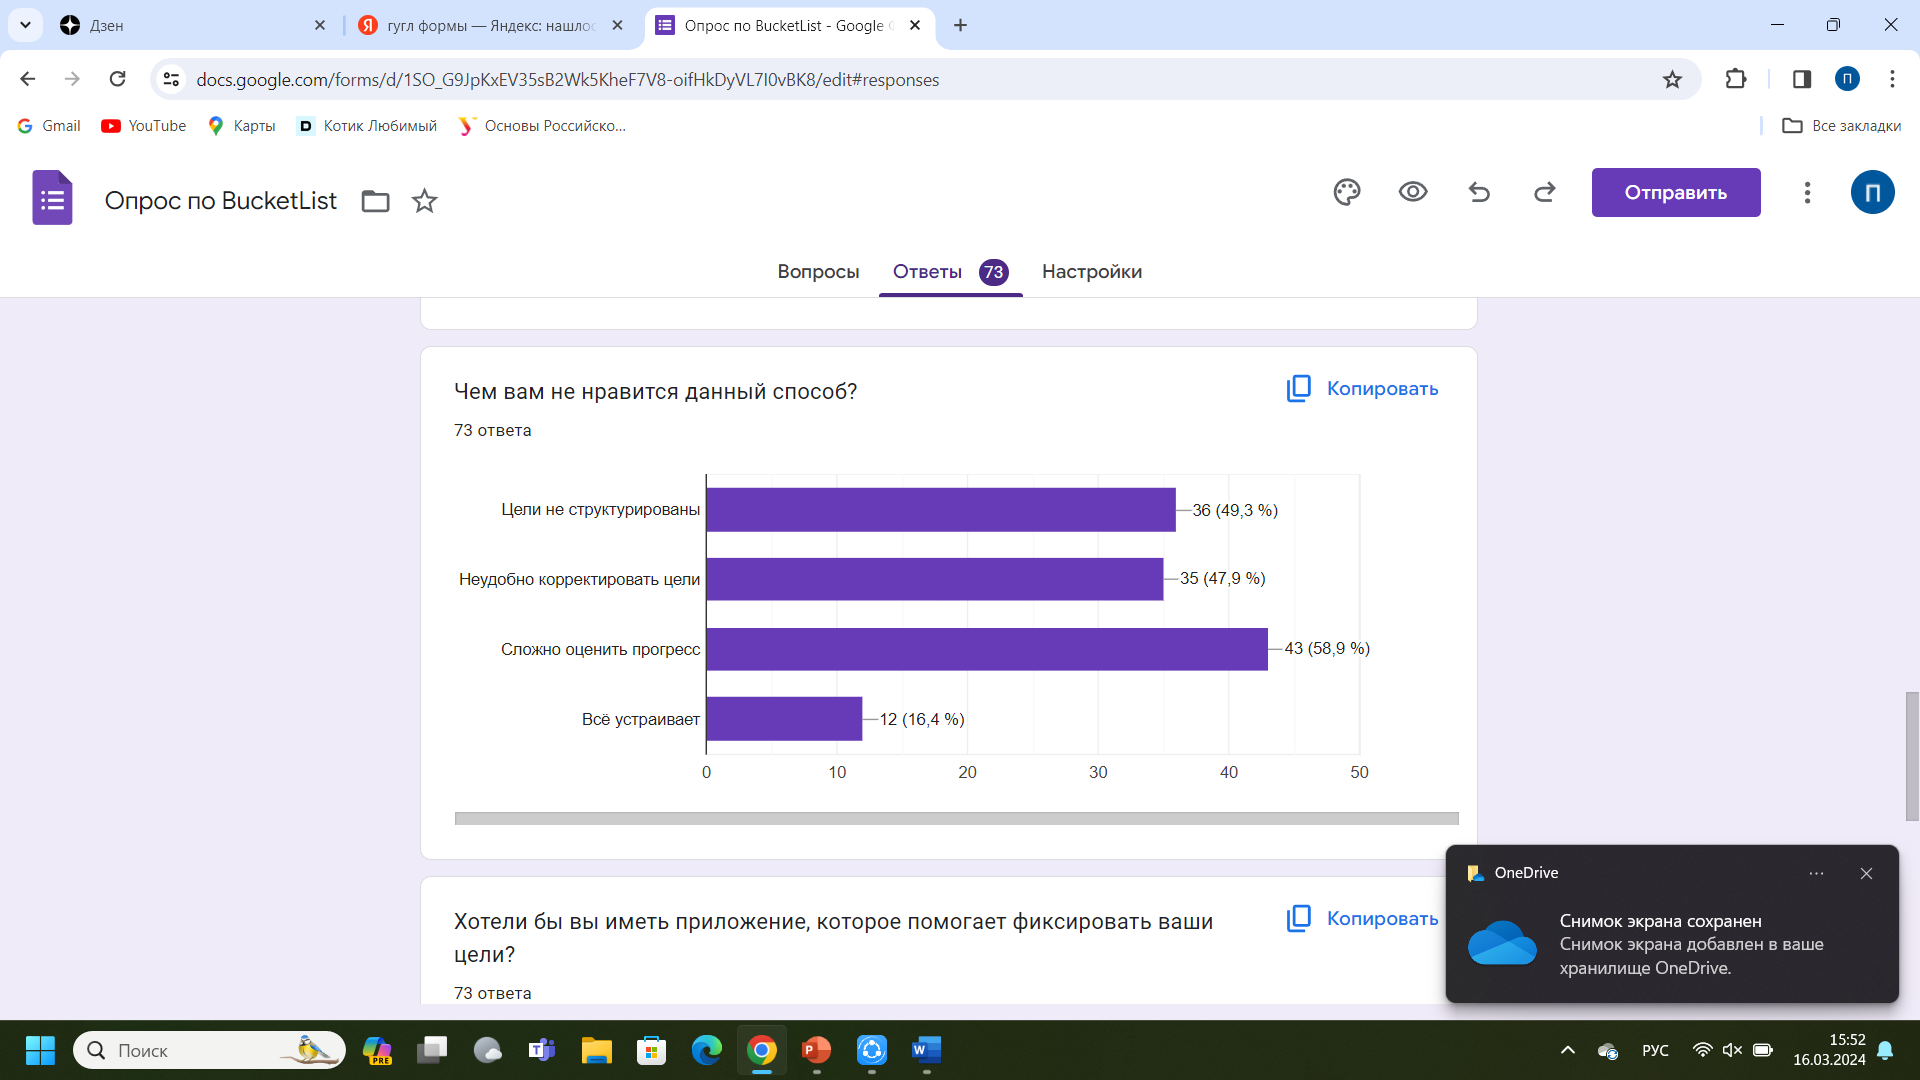 Дзен
гугл формы — Яндекс: нашлос
Опрос по BucketList - Google Ф
docs.google.com/forms/d/1SO_G9JpKxEV35sB2Wk5KheF7V8-oifHkDyVL7I0vBK8/edit#responses
П
Gmail
YouTube
Карты
Котик Любимый
Основы Российско...
Все закладки
Опрос по BucketList
Отправить
П
Вопросы
Ответы 73
Настройки
Чем вам не нравится данный способ?
Копировать
73 ответа
Цели не структурированы
36 (49,3 %)
Неудобно корректировать цели
35 (47,9 %)
Сложно оценить прогресс
43 (58,9 %)
Всё устраивает
12 (16,4 %)
0 10 20 30 40 50
Хотели бы вы иметь приложение, которое помогает фиксировать ваши
цели?
Копировать
73 ответа
OneDrive
Снимок экрана сохранен
Снимок экрана добавлен в ваше
хранилище OneDrive.
Поиск
PRE
РУС
15:52
16.03.2024